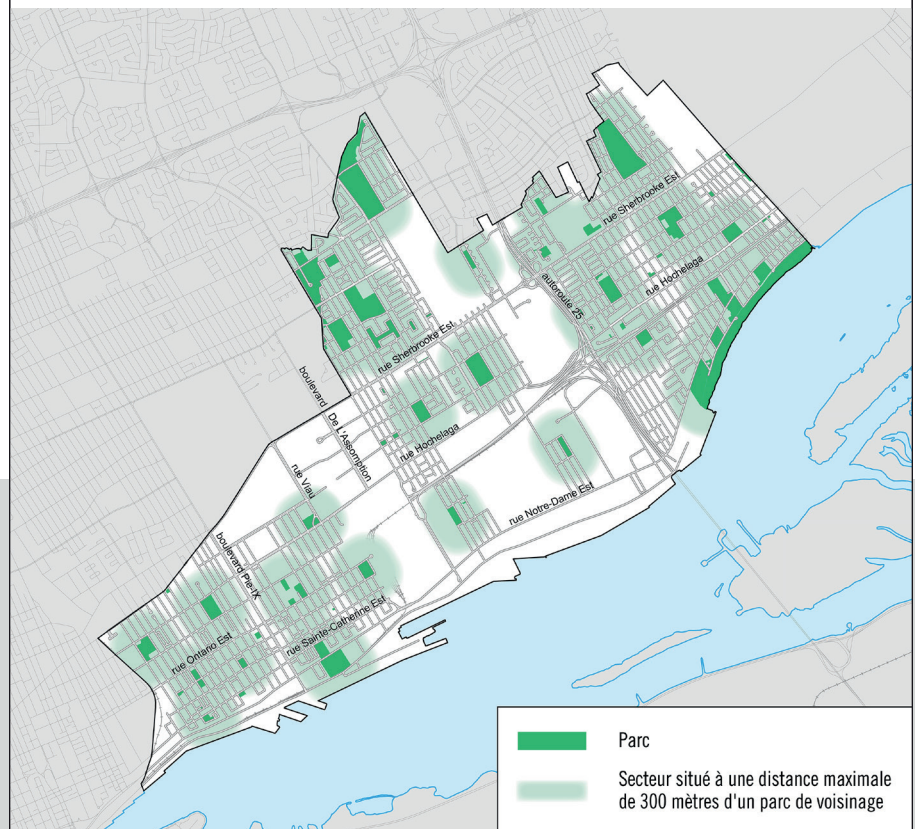 rue Sherbrooke Est
rue Hochelaga
autoroute 25
rue Sherbrooke Est
boulevard De L'Assomption
rue Hochelaga
rue Viau
rue Notre-Dame Est
boulevard Pie-IX
rue Sainte-Catherine Est
rue Ontario Est
Parc
Secteur situé à une distance maximale
de 300 mètres d'un parc de voisinage